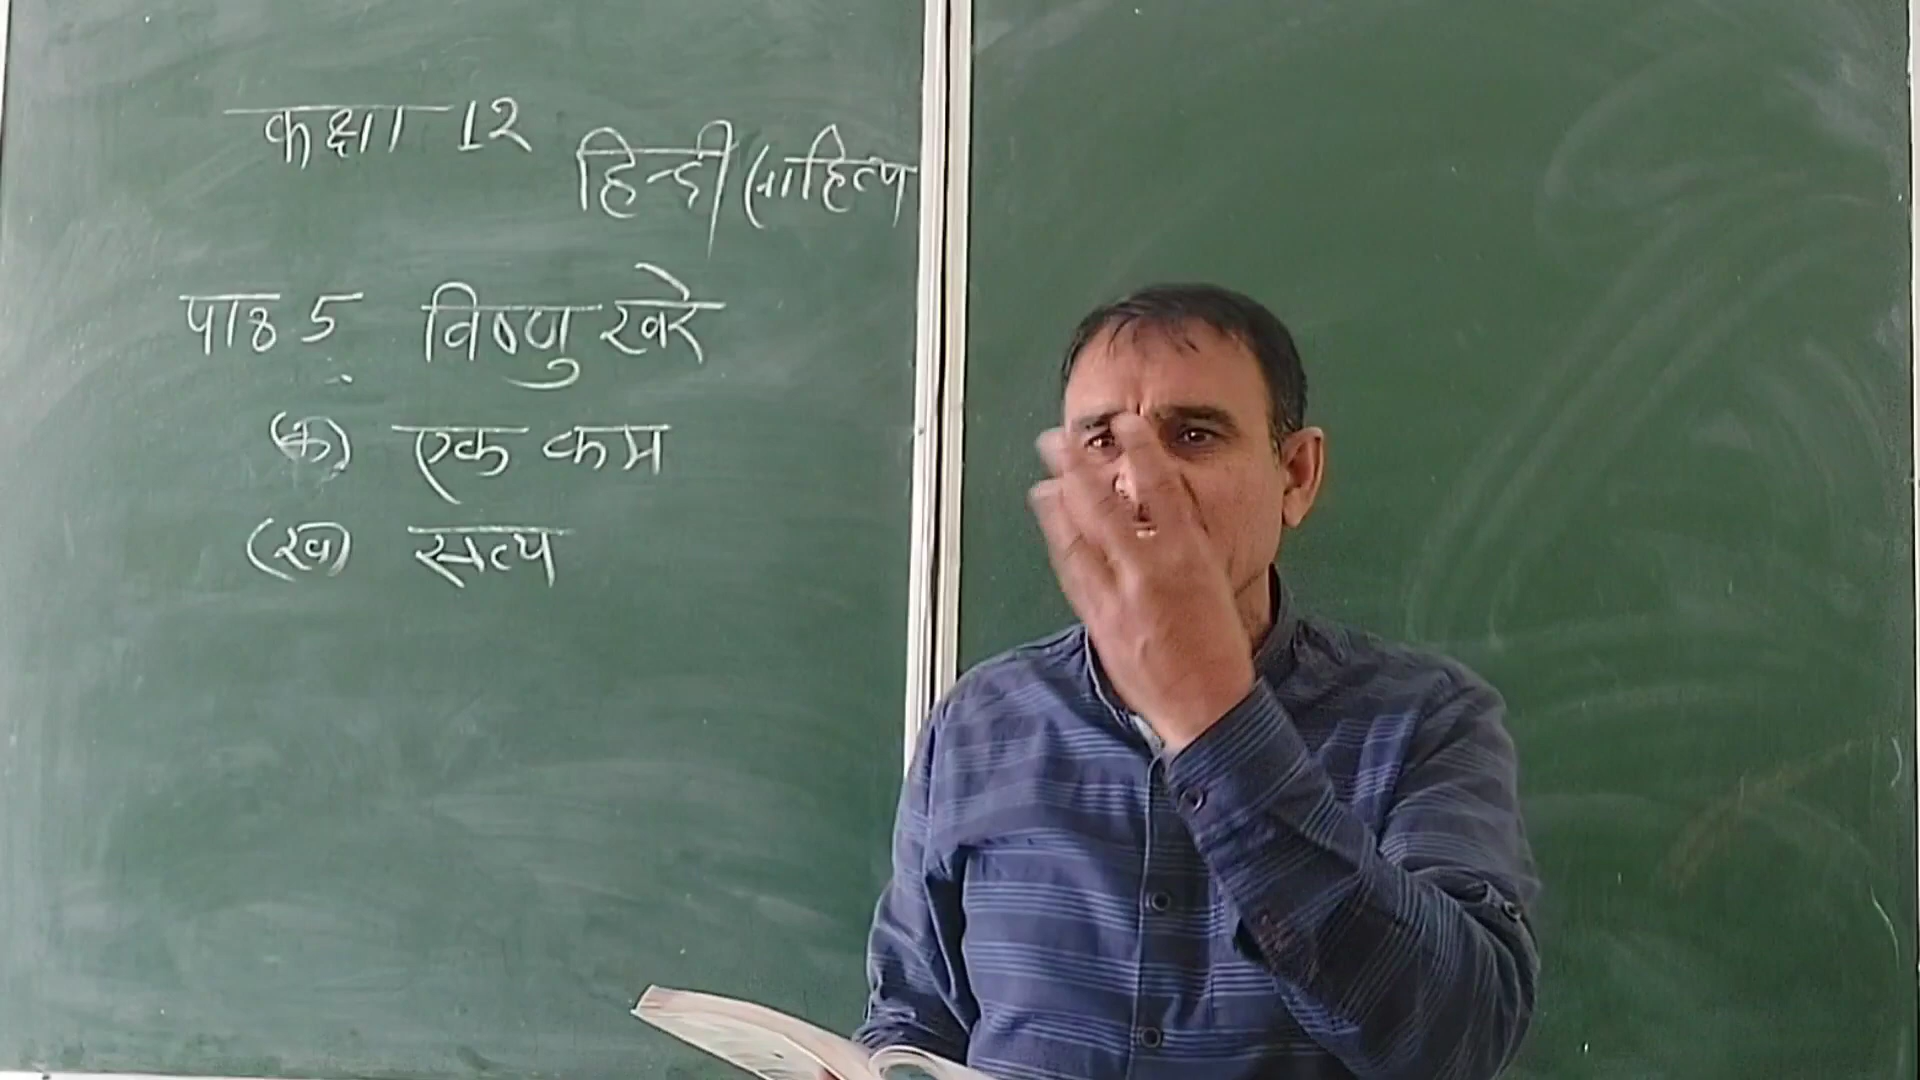 कक्षा 12
हिन्दी साहित्य
पाठ 5 विष्णु खरे
(क) एक कम
(ख) सत्य